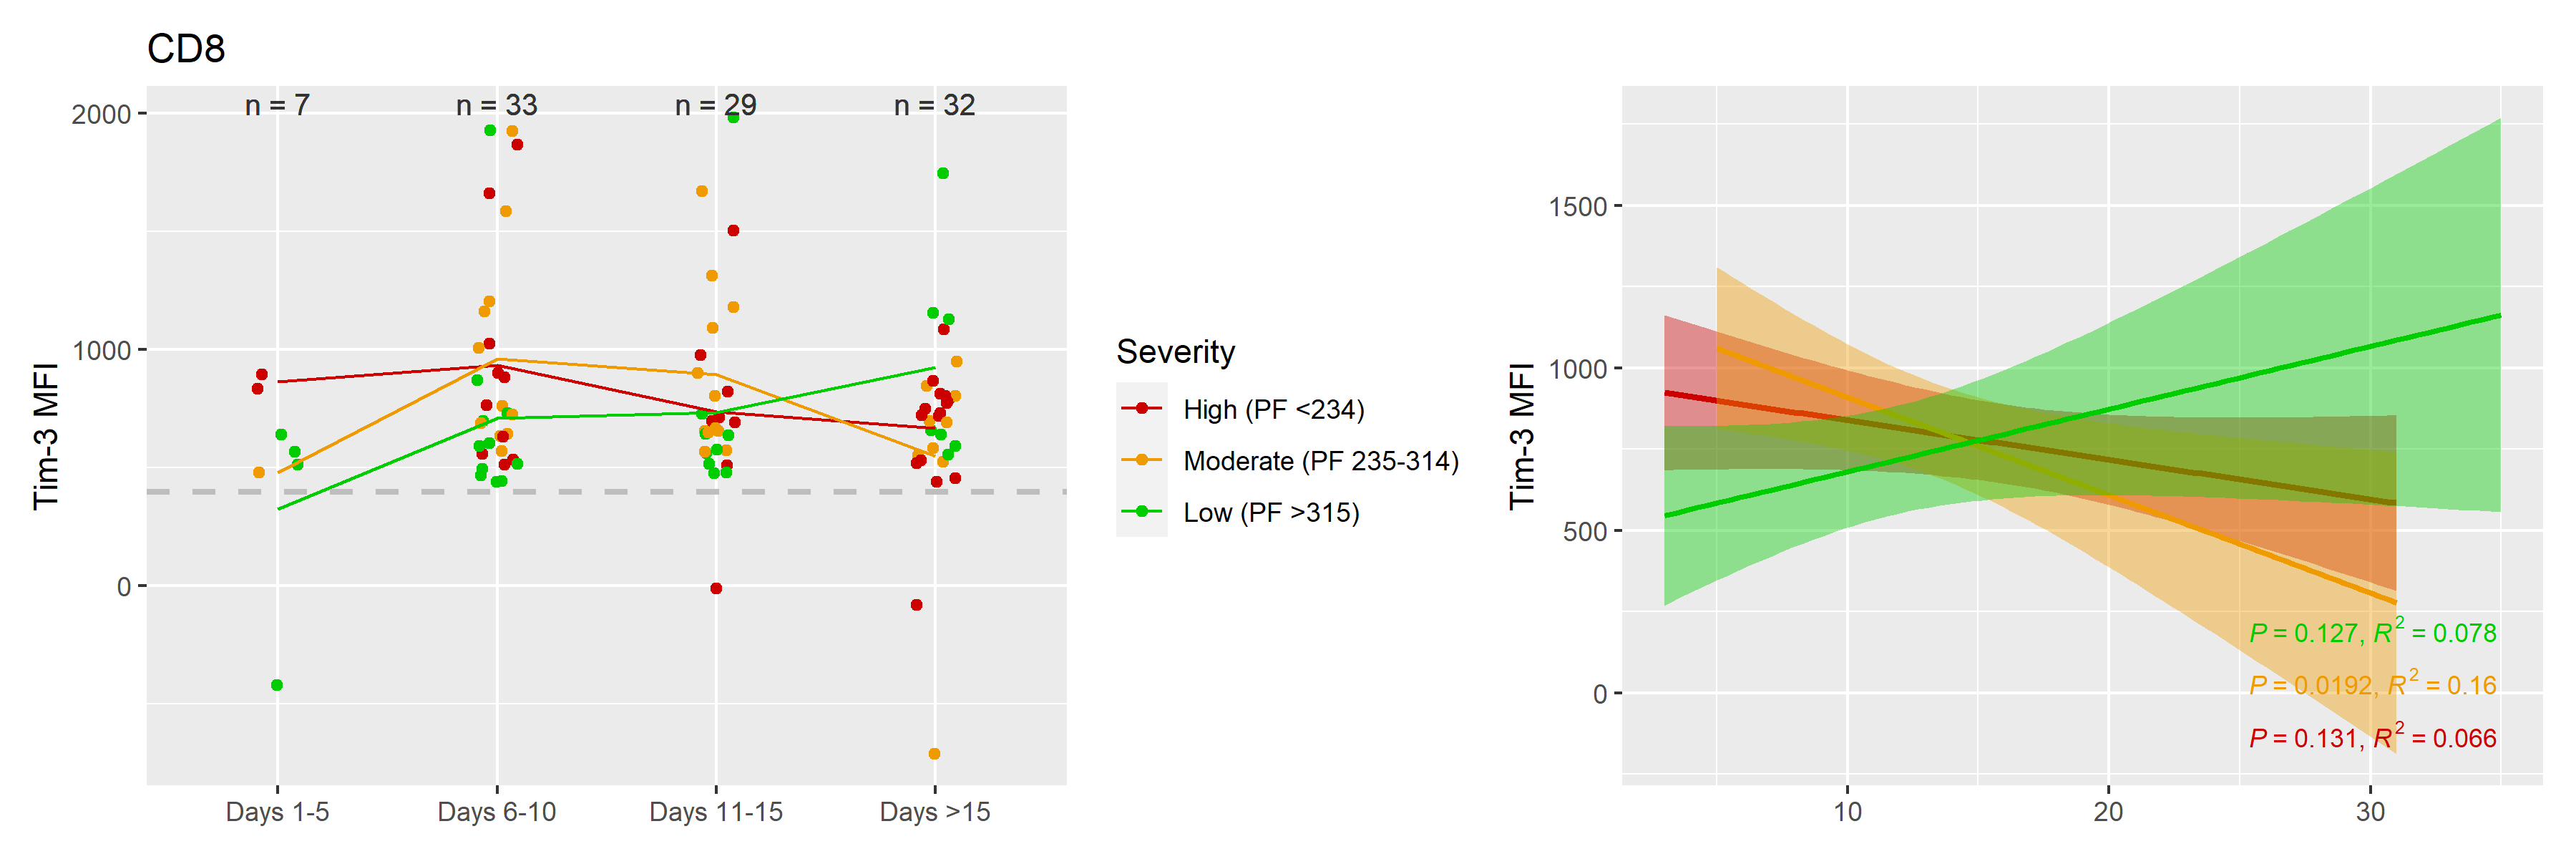 CD8
n = 7
n = 33
n = 29
n = 32
2000
1000
0
Tim-3 MFI
Days 1-5
Days 6-10
Days 11-15
Days >15
Severity
High (PF <234)
Moderate (PF 235-314)
Low (PF >315)
1500
1000
500
0
Tim-3 MFI
P = 0.127, R² = 0.078
P = 0.0192, R² = 0.16
P = 0.131, R² = 0.066
10
20
30